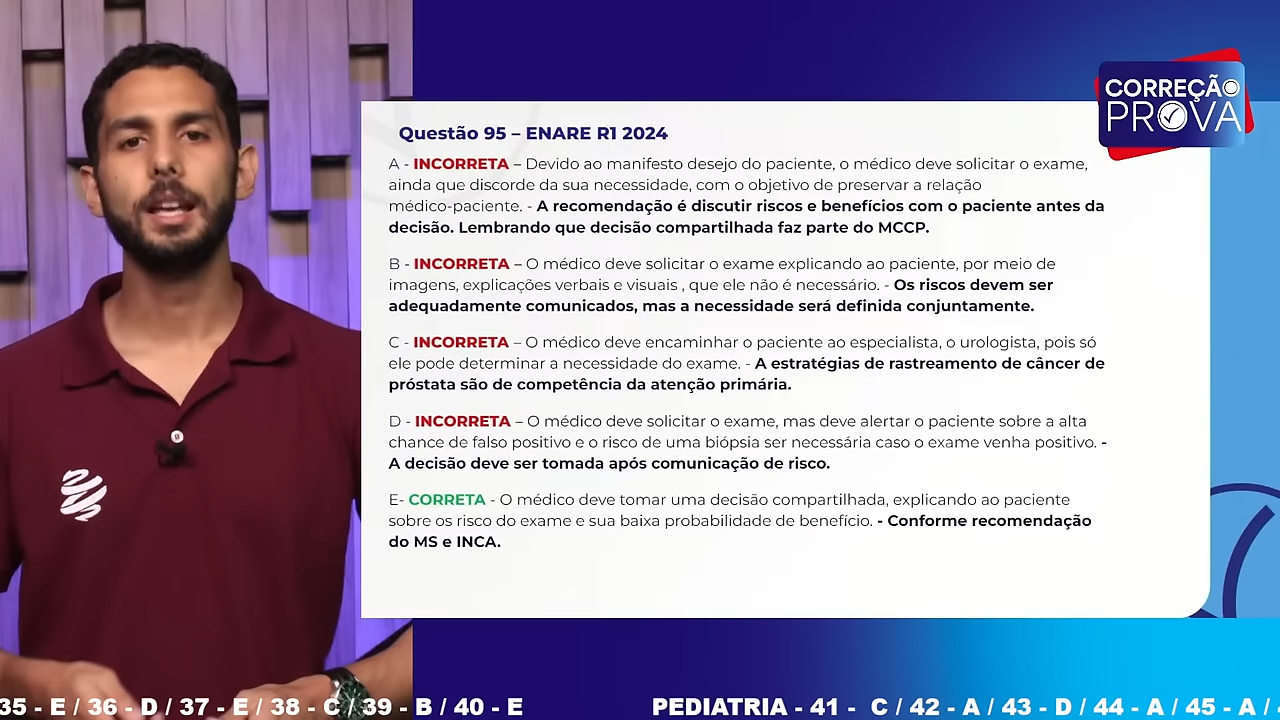 CORREÇÃO
PROVA
Questão 95 – ENARE R1 2024
A - INCORRETA – Devido ao manifesto desejo do paciente, o médico deve solicitar o exame,
ainda que discorde da sua necessidade, com o objetivo de preservar a relação
médico-paciente. - A recomendação é discutir riscos e benefícios com o paciente antes da
decisão. Lembrando que decisão compartilhada faz parte do MCCP.
B - INCORRETA – O médico deve solicitar o exame explicando ao paciente, por meio de
imagens, explicações verbais e visuais , que ele não é necessário. - Os riscos devem ser
adequadamente comunicados, mas a necessidade será definida conjuntamente.
C - INCORRETA – O médico deve encaminhar o paciente ao especialista, o urologista, pois só
ele pode determinar a necessidade do exame. - A estratégias de rastreamento de câncer de
próstata são de competência da atenção primária.
D - INCORRETA – O médico deve solicitar o exame, mas deve alertar o paciente sobre a alta
chance de falso positivo e o risco de uma biópsia ser necessária caso o exame venha positivo. -
A decisão deve ser tomada após comunicação de risco.
E- CORRETA - O médico deve tomar uma decisão compartilhada, explicando ao paciente
sobre os risco do exame e sua baixa probabilidade de benefício. - Conforme recomendação
do MS e INCA.
35 - E / 36 - D / 37 - E / 38 - C / 39 - B / 40 - E PEDIATRIA - 41 - C / 42 - A / 43 - D / 44 - A / 45 - A /